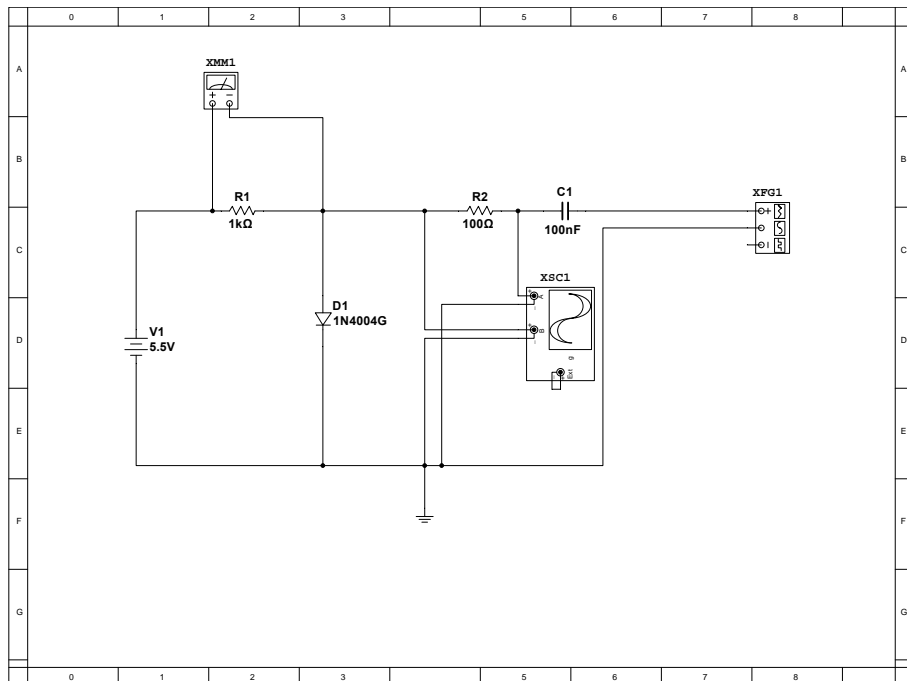 0 1 2 3 5 6 7 8
A A
XMM1
+ −
B B
R1 R2 C1 XFG1
1kΩ 100Ω 100nF
+
C C
XSC1
A
D1
1N4004G
B
V1
D D
5.5V
g
Ext
E E
F F
G G
0 1 2 3 5 6 7 8